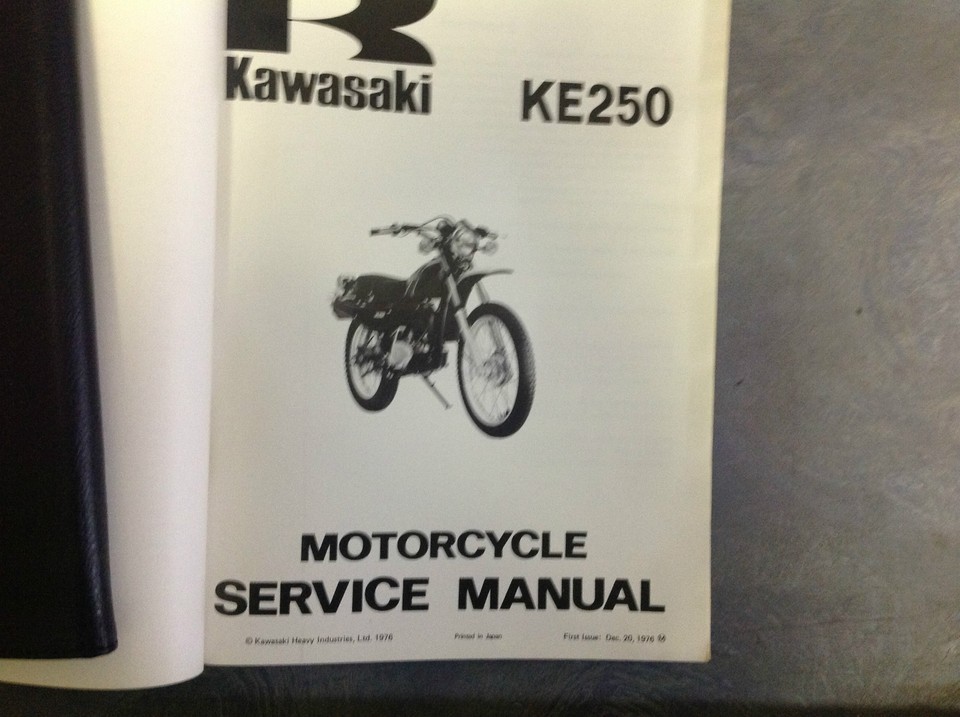 Kawasaki
KE250
MOTORCYCLE
SERVICE MANUAL
© Kawasaki Heavy Industries, Ltd. 1976 Printed in Japan First Issue: Dec. 20, 1976 Ⓜ